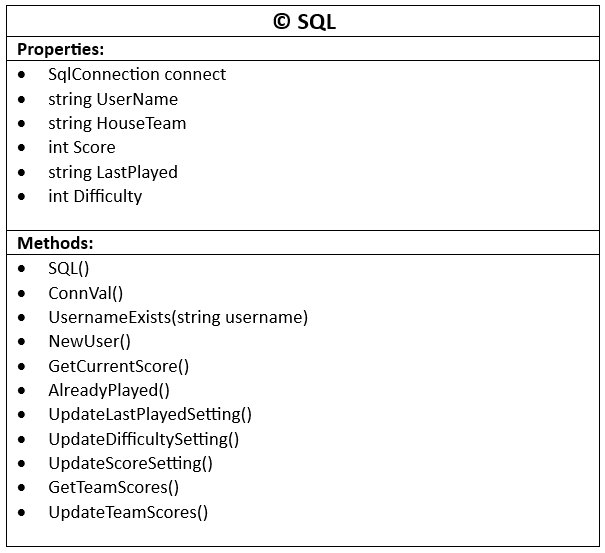 © SQL
Properties:
• SqlConnection connect
• string UserName
• string HouseTeam
• int Score
• string LastPlayed
• int Difficulty
Methods:
• SQL()
• ConnVal()
• UsernameExists(string username)
• NewUser()
• GetCurrentScore()
• AlreadyPlayed()
• UpdateLastPlayedSetting()
• UpdateDifficultySetting()
• UpdateScoreSetting()
• GetTeamScores()
• UpdateTeamScores()